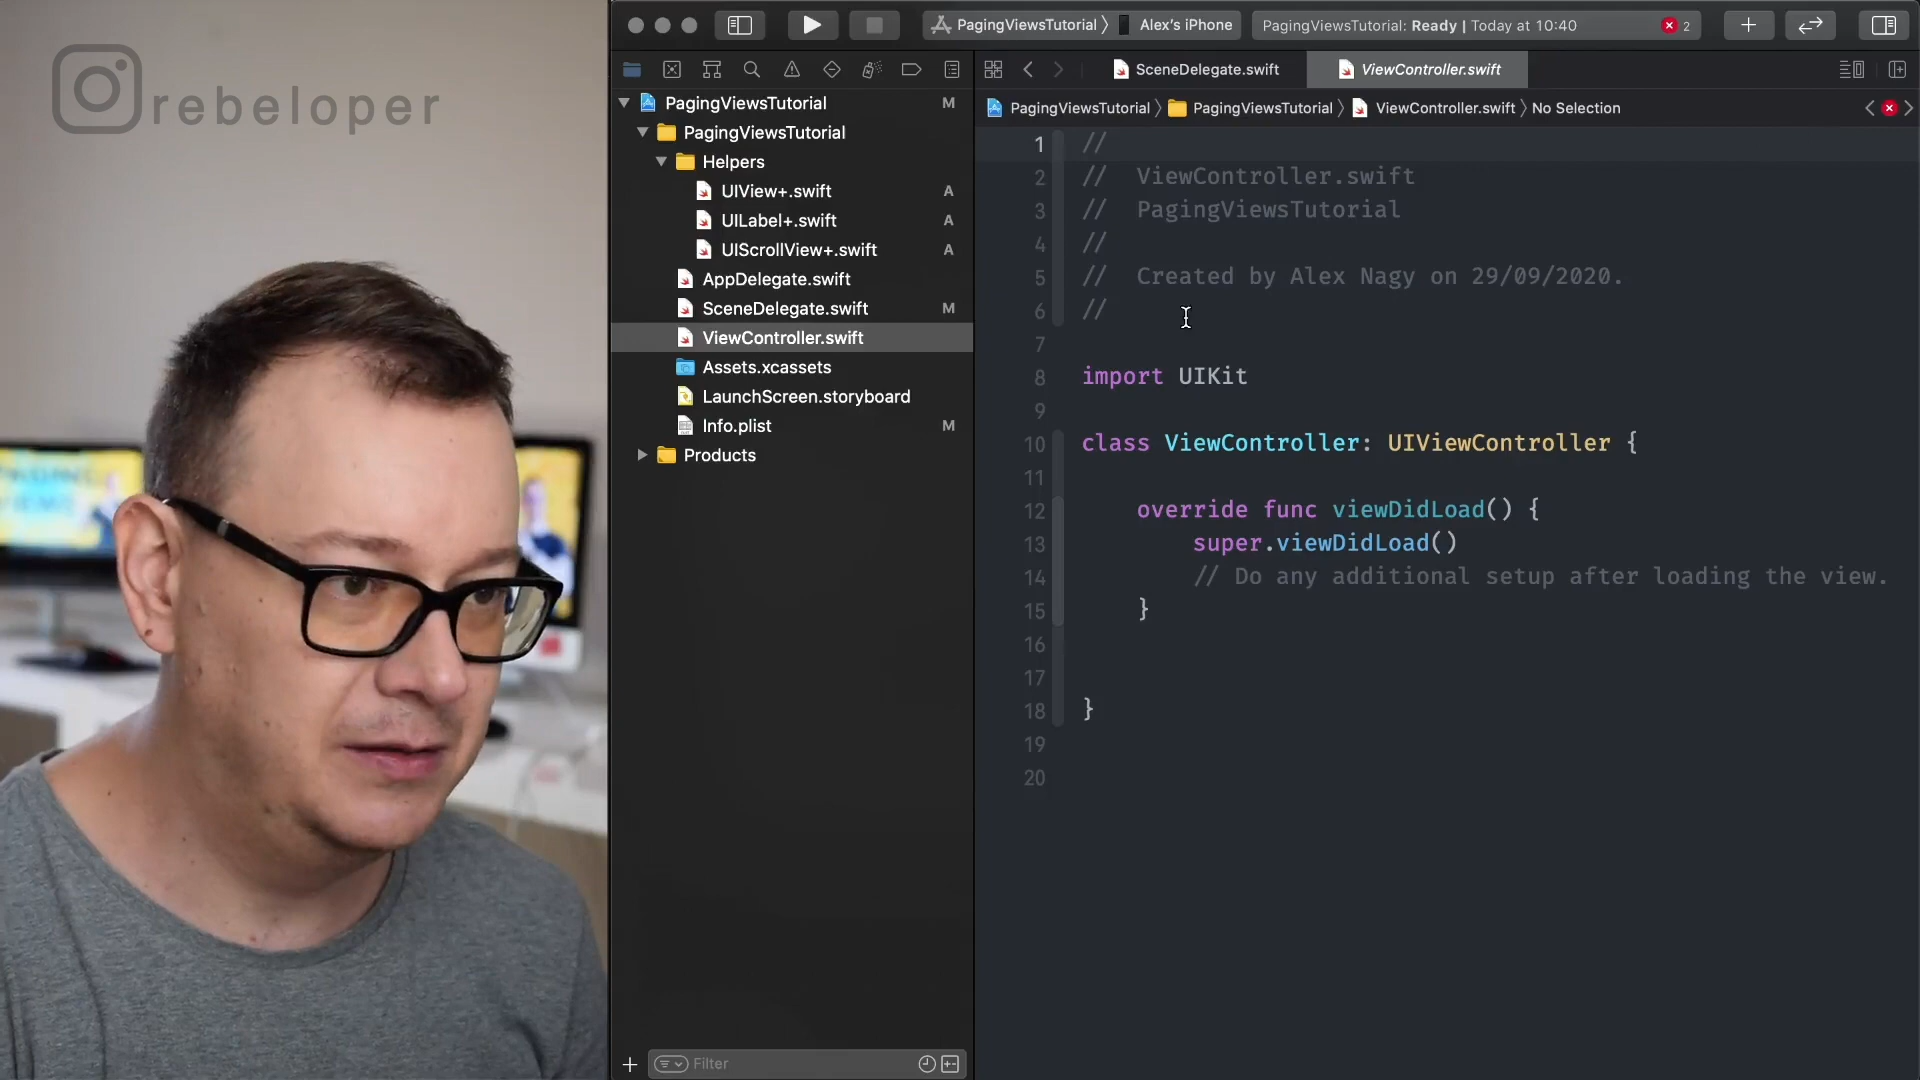 rebeloper
PagingViewsTutorial 〉 Alex's iPhone
PagingViewsTutorial: Ready | Today at 10:40
2
SceneDelegate.swift
ViewController.swift
PagingViewsTutorial 〉 PagingViewsTutorial 〉 ViewController.swift 〉 No Selection
PagingViewsTutorial M
PagingViewsTutorial
Helpers
UIView+.swift A
UILabel+.swift A
UIScrollView+.swift A
AppDelegate.swift
SceneDelegate.swift M
ViewController.swift
Assets.xcassets
LaunchScreen.storyboard
Info.plist M
Products
Filter
1 //
2 //  ViewController.swift
3 //  PagingViewsTutorial
4 //
5 //  Created by Alex Nagy on 29/09/2020.
6 //
7
8 import UIKit
9
10 class ViewController: UIViewController {
11
12     override func viewDidLoad() {
13         super.viewDidLoad()
14         // Do any additional setup after loading the view.
15     }
16
17
18 }
19
20